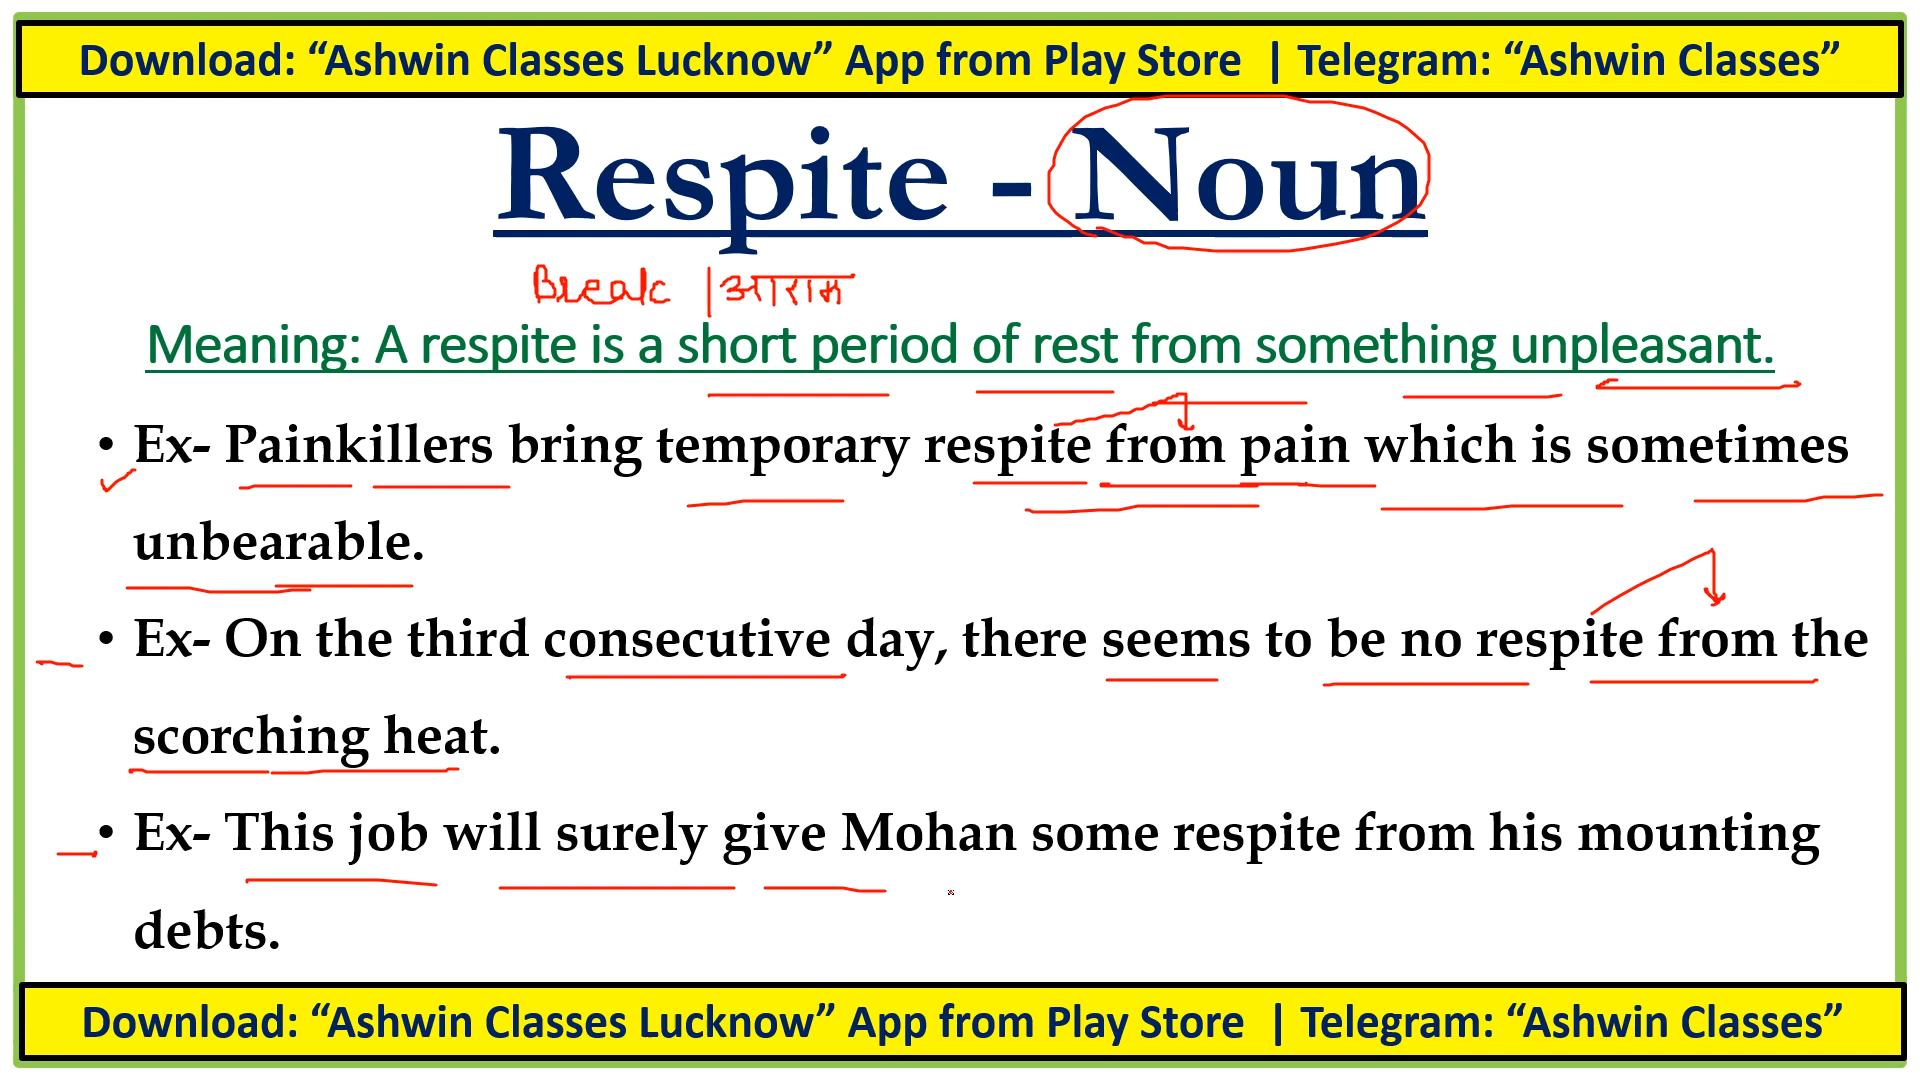 Download: “Ashwin Classes Lucknow” App from Play Store | Telegram: “Ashwin Classes”
Respite - Noun
Break | आराम
Meaning: A respite is a short period of rest from something unpleasant.
• Ex- Painkillers bring temporary respite from pain which is sometimes
unbearable.
• Ex- On the third consecutive day, there seems to be no respite from the
scorching heat.
• Ex- This job will surely give Mohan some respite from his mounting
debts.
Download: “Ashwin Classes Lucknow” App from Play Store | Telegram: “Ashwin Classes”